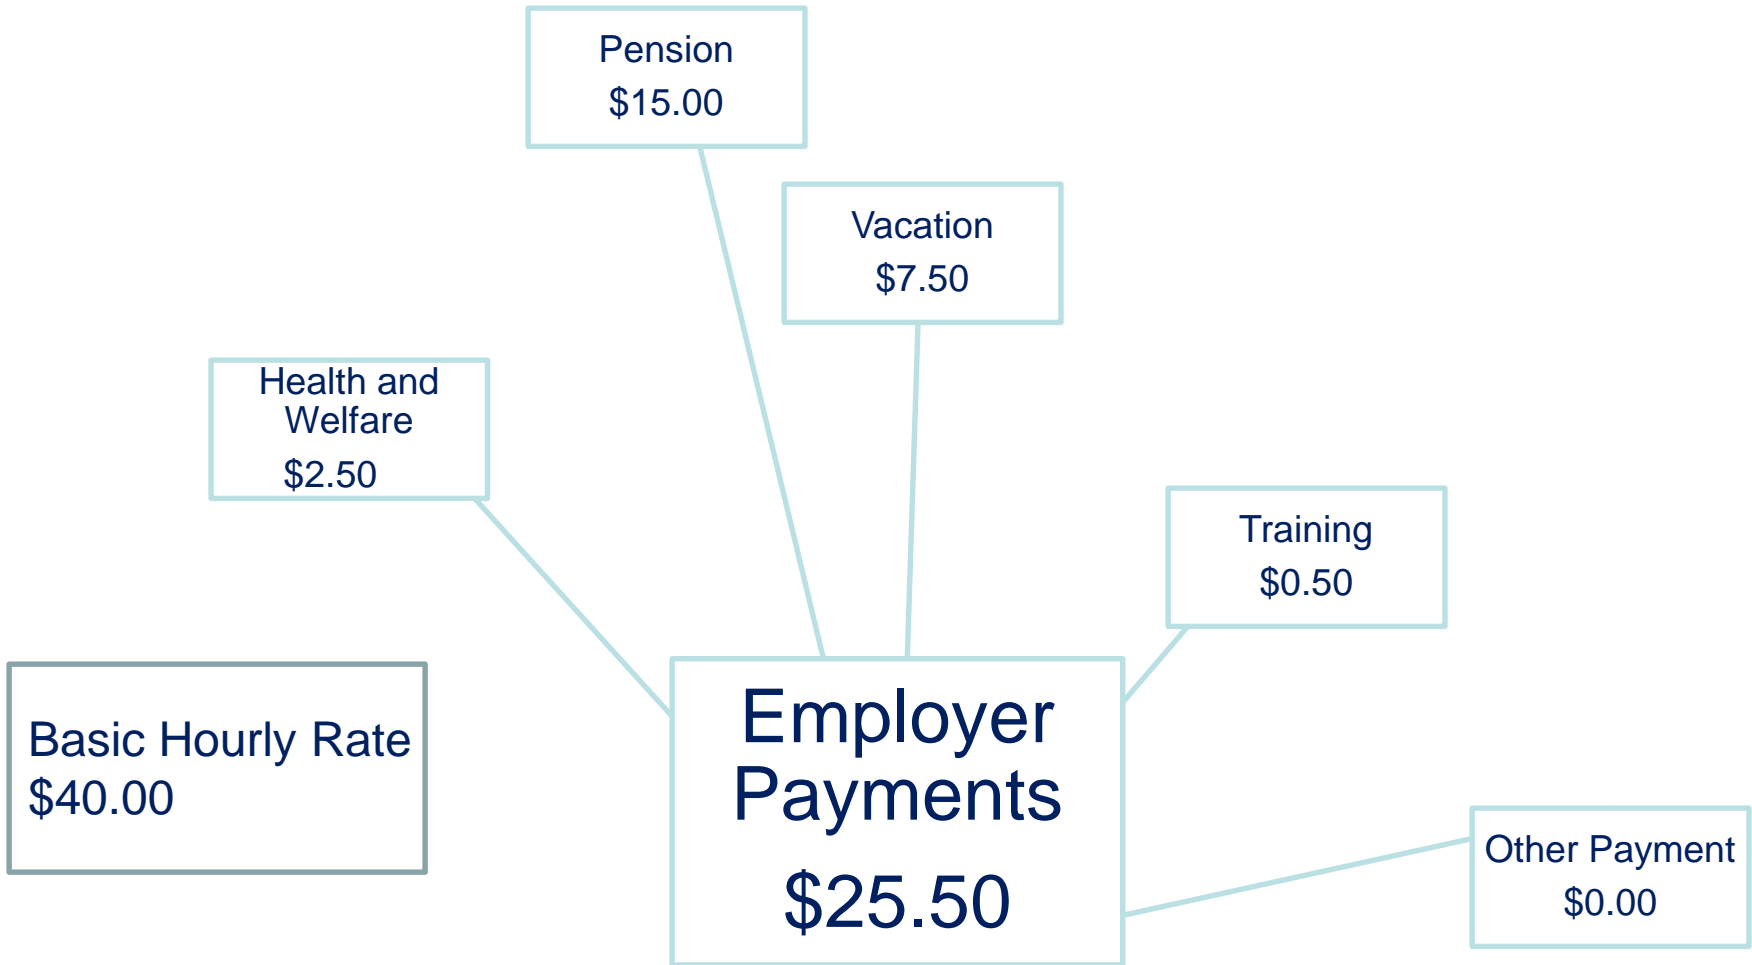 Pension
$15.00
Vacation
$7.50
Health and
Welfare
$2.50
Training
$0.50
Basic Hourly Rate
$40.00
Employer
Payments
$25.50
Other Payment
$0.00